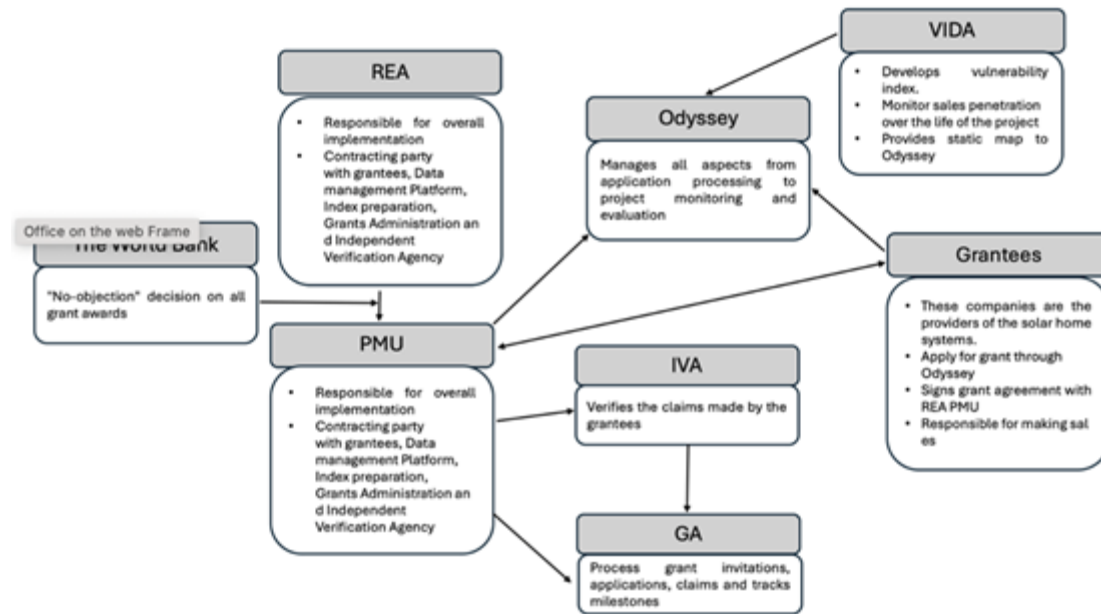 VIDA
• Develops vulnerability
index.
• Monitor sales penetration
over the life of the project
• Provides static map to
Odyssey
REA
• Responsible for overall
implementation
• Contracting party
with grantees, Data
management Platform,
Index preparation,
Grants Administration an
d Independent
Verification Agency
Odyssey
Manages all aspects from
application processing to
project monitoring and
evaluation
Office on the web Frame
The World Bank
"No-objection" decision on all
grant awards
Grantees
• These companies are the
providers of the solar home
systems.
• Apply for grant through
Odyssey
• Signs grant agreement with
REA PMU
• Responsible for making sal
es
PMU
• Responsible for overall
implementation
• Contracting party
with grantees, Data
management Platform,
Index preparation,
Grants Administration an
d Independent
Verification Agency
IVA
Verifies the claims made by the
grantees
GA
Process grant invitations,
applications, claims and tracks
milestones